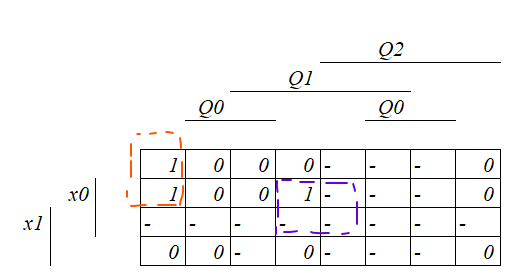 Q2
Q1
Q0 Q0
1 0 0 0 - - - 0
x0 1 0 0 1 - - - 0
x1 - - - - - - - -
0 0 - 0 - - - 0